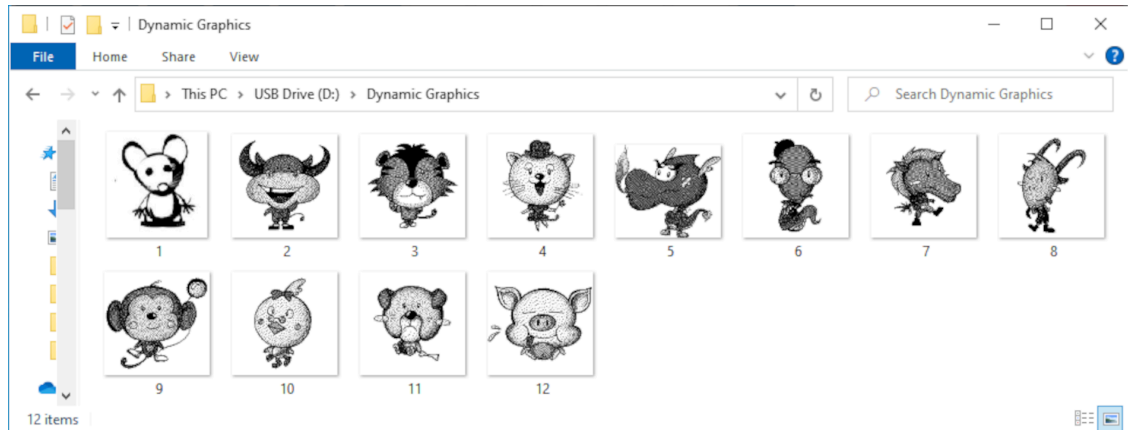 Dynamic Graphics
File Home Share View
This PC > USB Drive (D:) > Dynamic Graphics
Search Dynamic Graphics
1 2 3 4 5 6 7 8
9 10 11 12
12 items